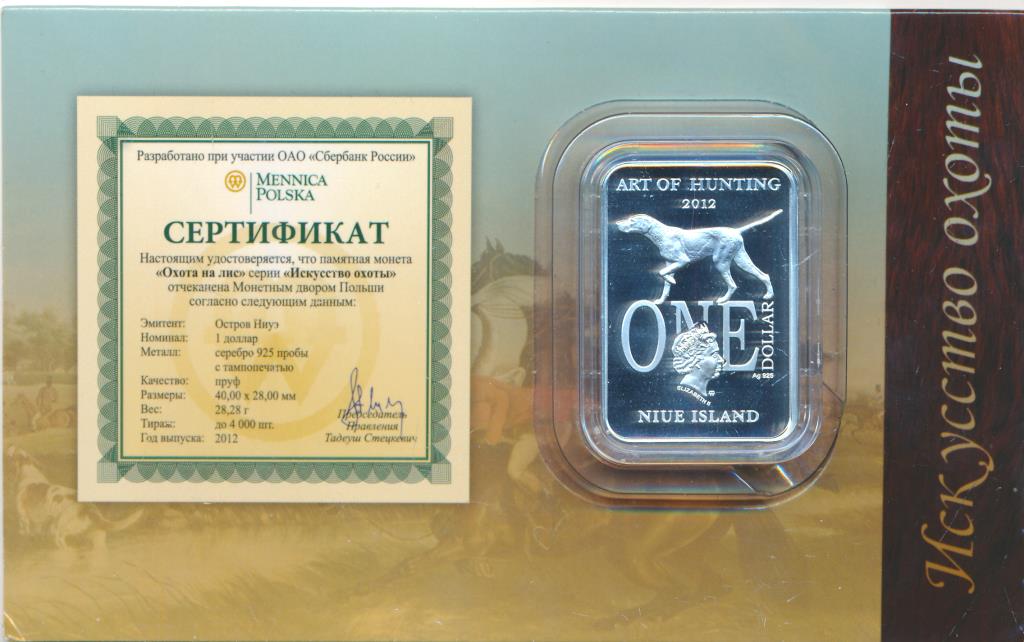 Разработано при участии ОАО «Сбербанк России»
MENNICA
POLSKA
СЕРТИФИКАТ
Настоящим удостоверяется, что памятная монета
«Охота на лис» серии «Искусство охоты»
отчеканена Монетным двором Польши
согласно следующим данным:
Эмитент: Остров Ниуэ
Номинал: 1 доллар
Металл: серебро 925 пробы
с тампопечатью
Качество: пруф
Размеры: 40,00 x 28,00 мм
Вес: 28,28 г
Тираж: до 4 000 шт.
Год выпуска: 2012
Председатель
Правления
Тадеуш Стецкевич
ART OF HUNTING
2012
ONE
DOLLAR
Ag 925
ELIZABETH II
NIUE ISLAND
Искусство охоты